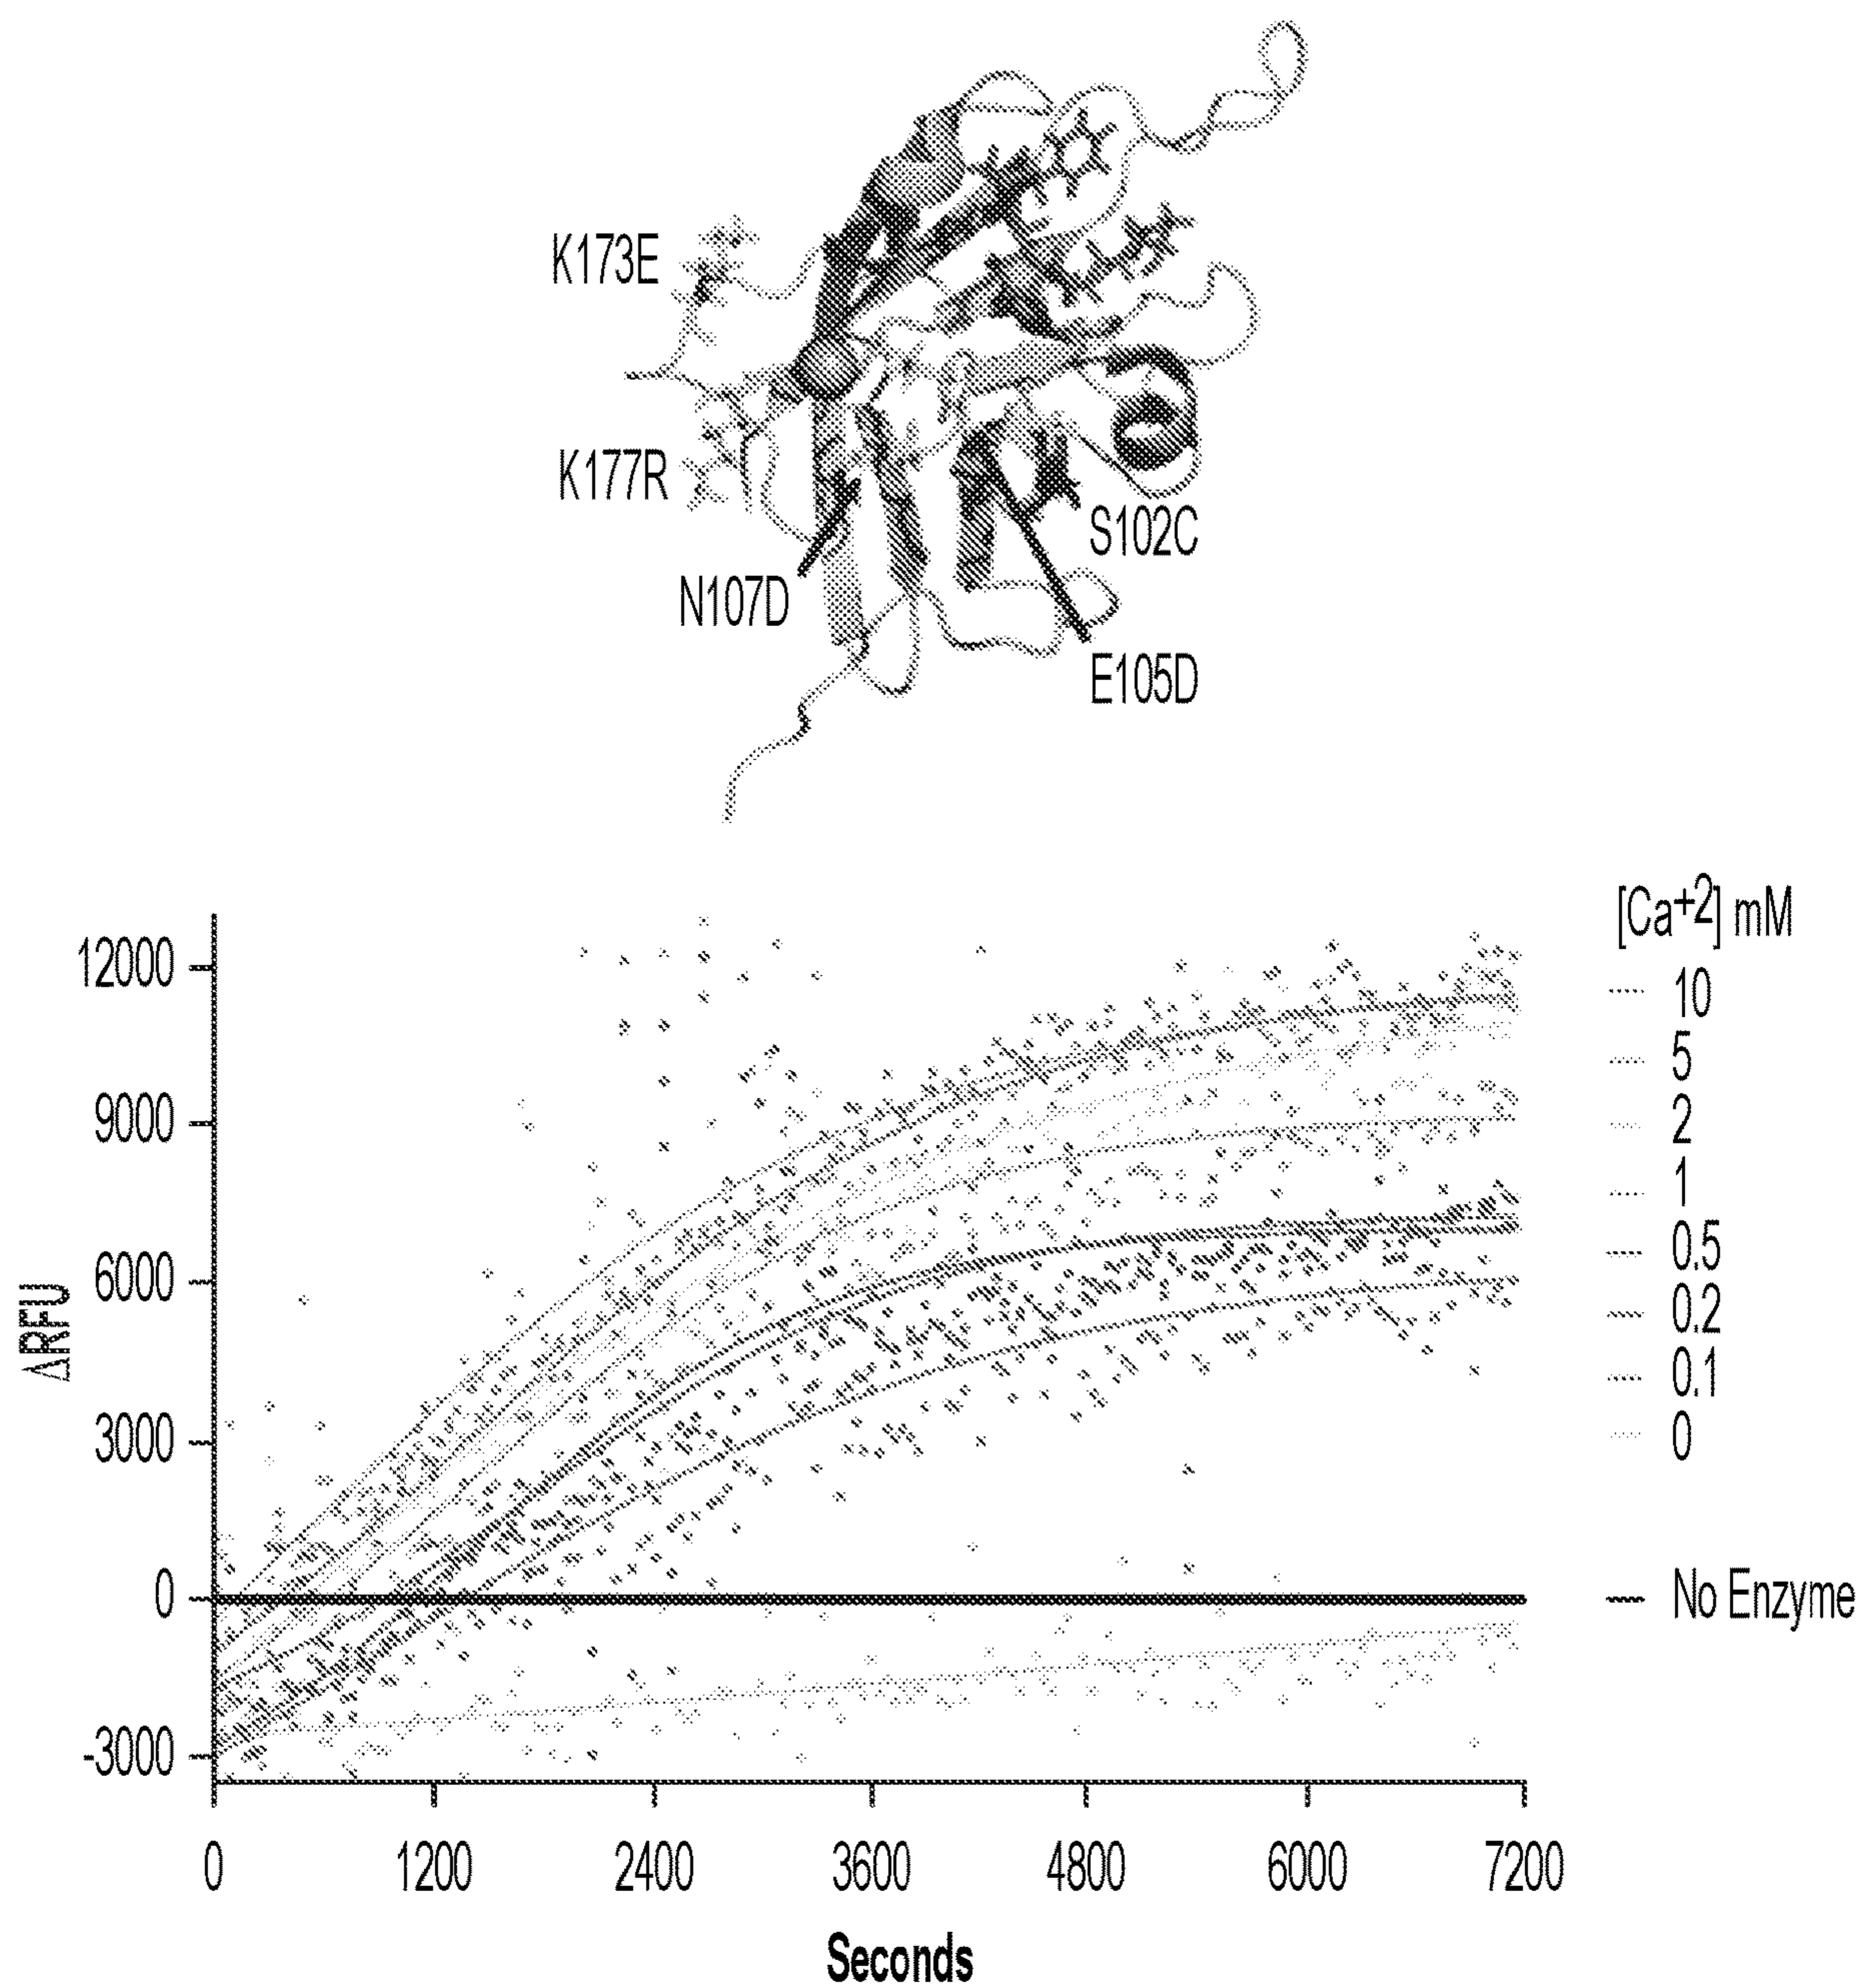 K173E
K177R
S102C
N107D
E105D
[Ca+2] mM
12000
10
5
9000
2
1
6000
0.5
ΔRFU
0.2
0.1
3000
0
0
No Enzyme
-3000
0 1200 2400 3600 4800 6000 7200
Seconds